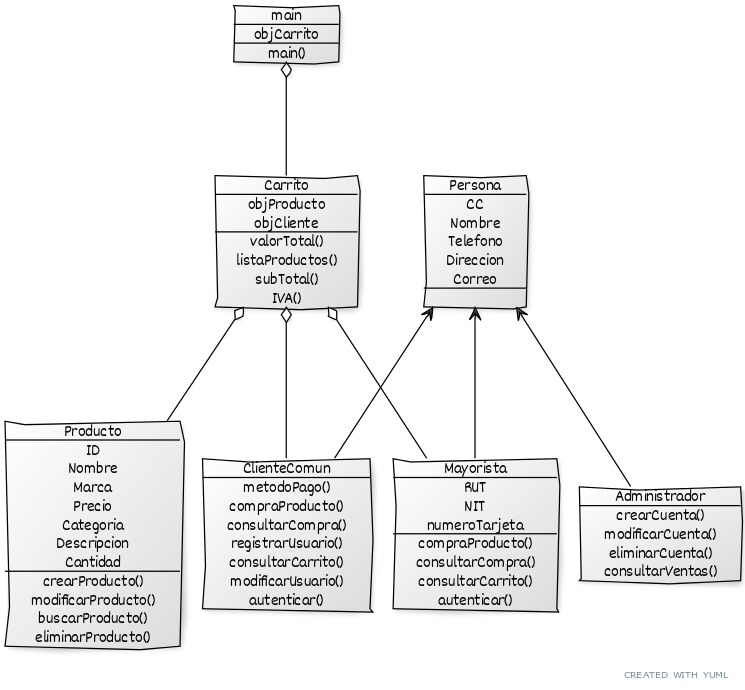 main
objCarrito
main()
Carrito
objProducto
objCliente
valorTotal()
listaProductos()
subTotal()
IVA()
Persona
CC
Nombre
Telefono
Direccion
Correo
Producto
ID
Nombre
Marca
Precio
Categoria
Descripcion
Cantidad
crearProducto()
modificarProducto()
buscarProducto()
eliminarProducto()
ClienteComun
metodoPago()
compraProducto()
consultarCompra()
registrarUsuario()
consultarCarrito()
modificarUsuario()
autenticar()
Mayorista
RUT
NIT
numeroTarjeta
compraProducto()
consultarCompra()
consultarCarrito()
autenticar()
Administrador
crearCuenta()
modificarCuenta()
eliminarCuenta()
consultarVentas()
CREATED WITH YUML